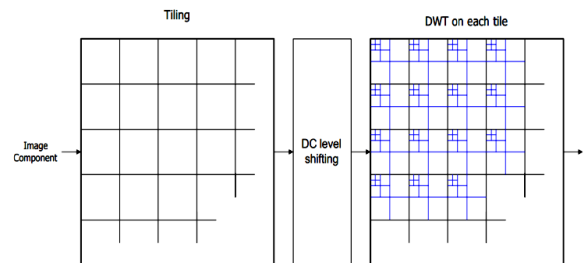 Tiling
DWT on each tile
Image
Component
DC level
shifting